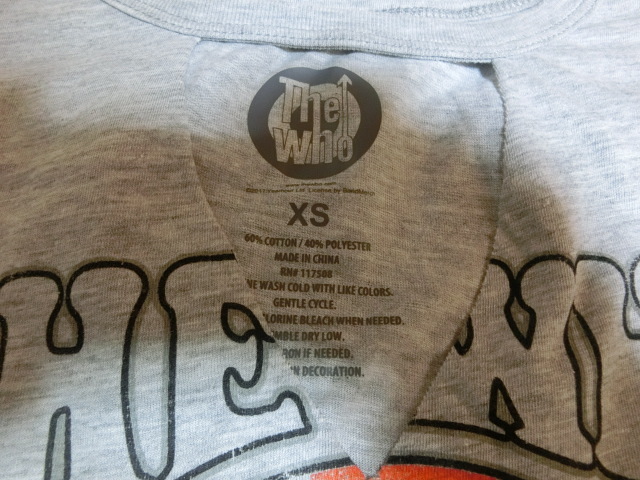 The
Who
XS
60% COTTON / 40% POLYESTER
MADE IN CHINA
RN# 117508
WASH COLD WITH LIKE COLORS.
GENTLE CYCLE.
BLEACH WHEN NEEDED.
DRY LOW.
IF NEEDED.
DECORATION.
HE W